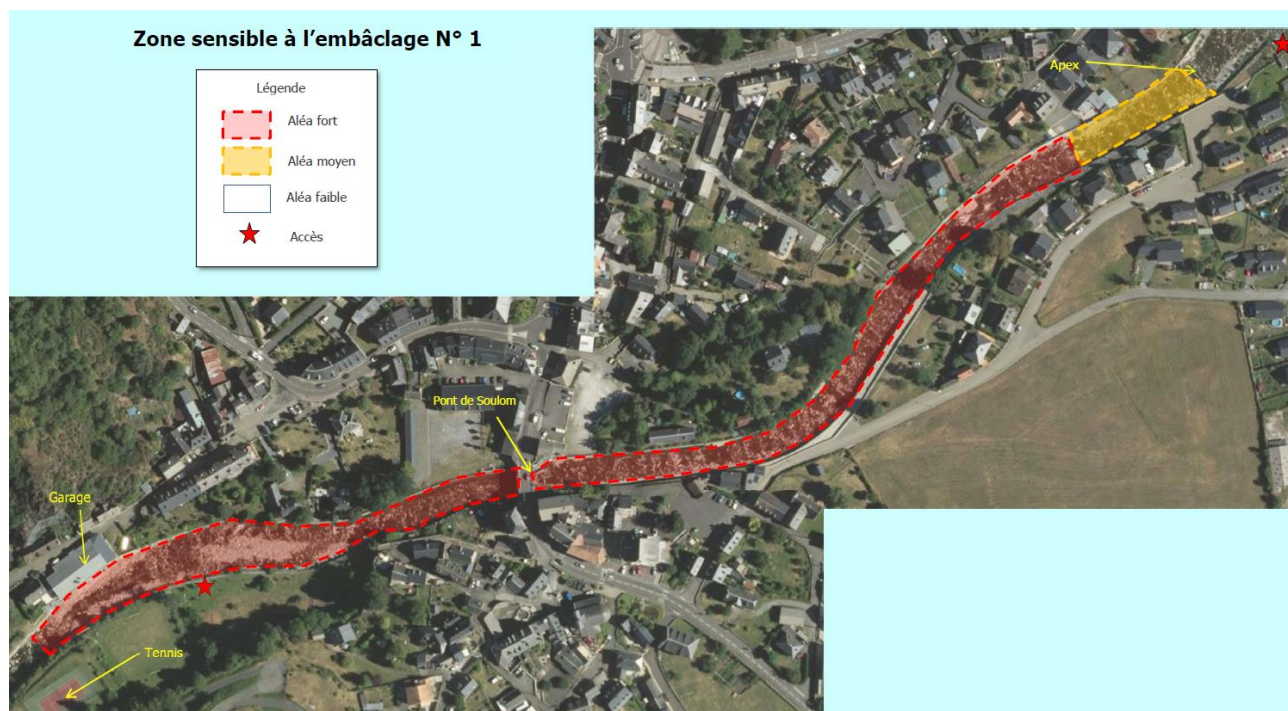 Zone sensible à l’embâclage N° 1
Légende
Aléa fort
Aléa moyen
Aléa faible
Accès
Apex
Pont de Soulom
Garage
Tennis